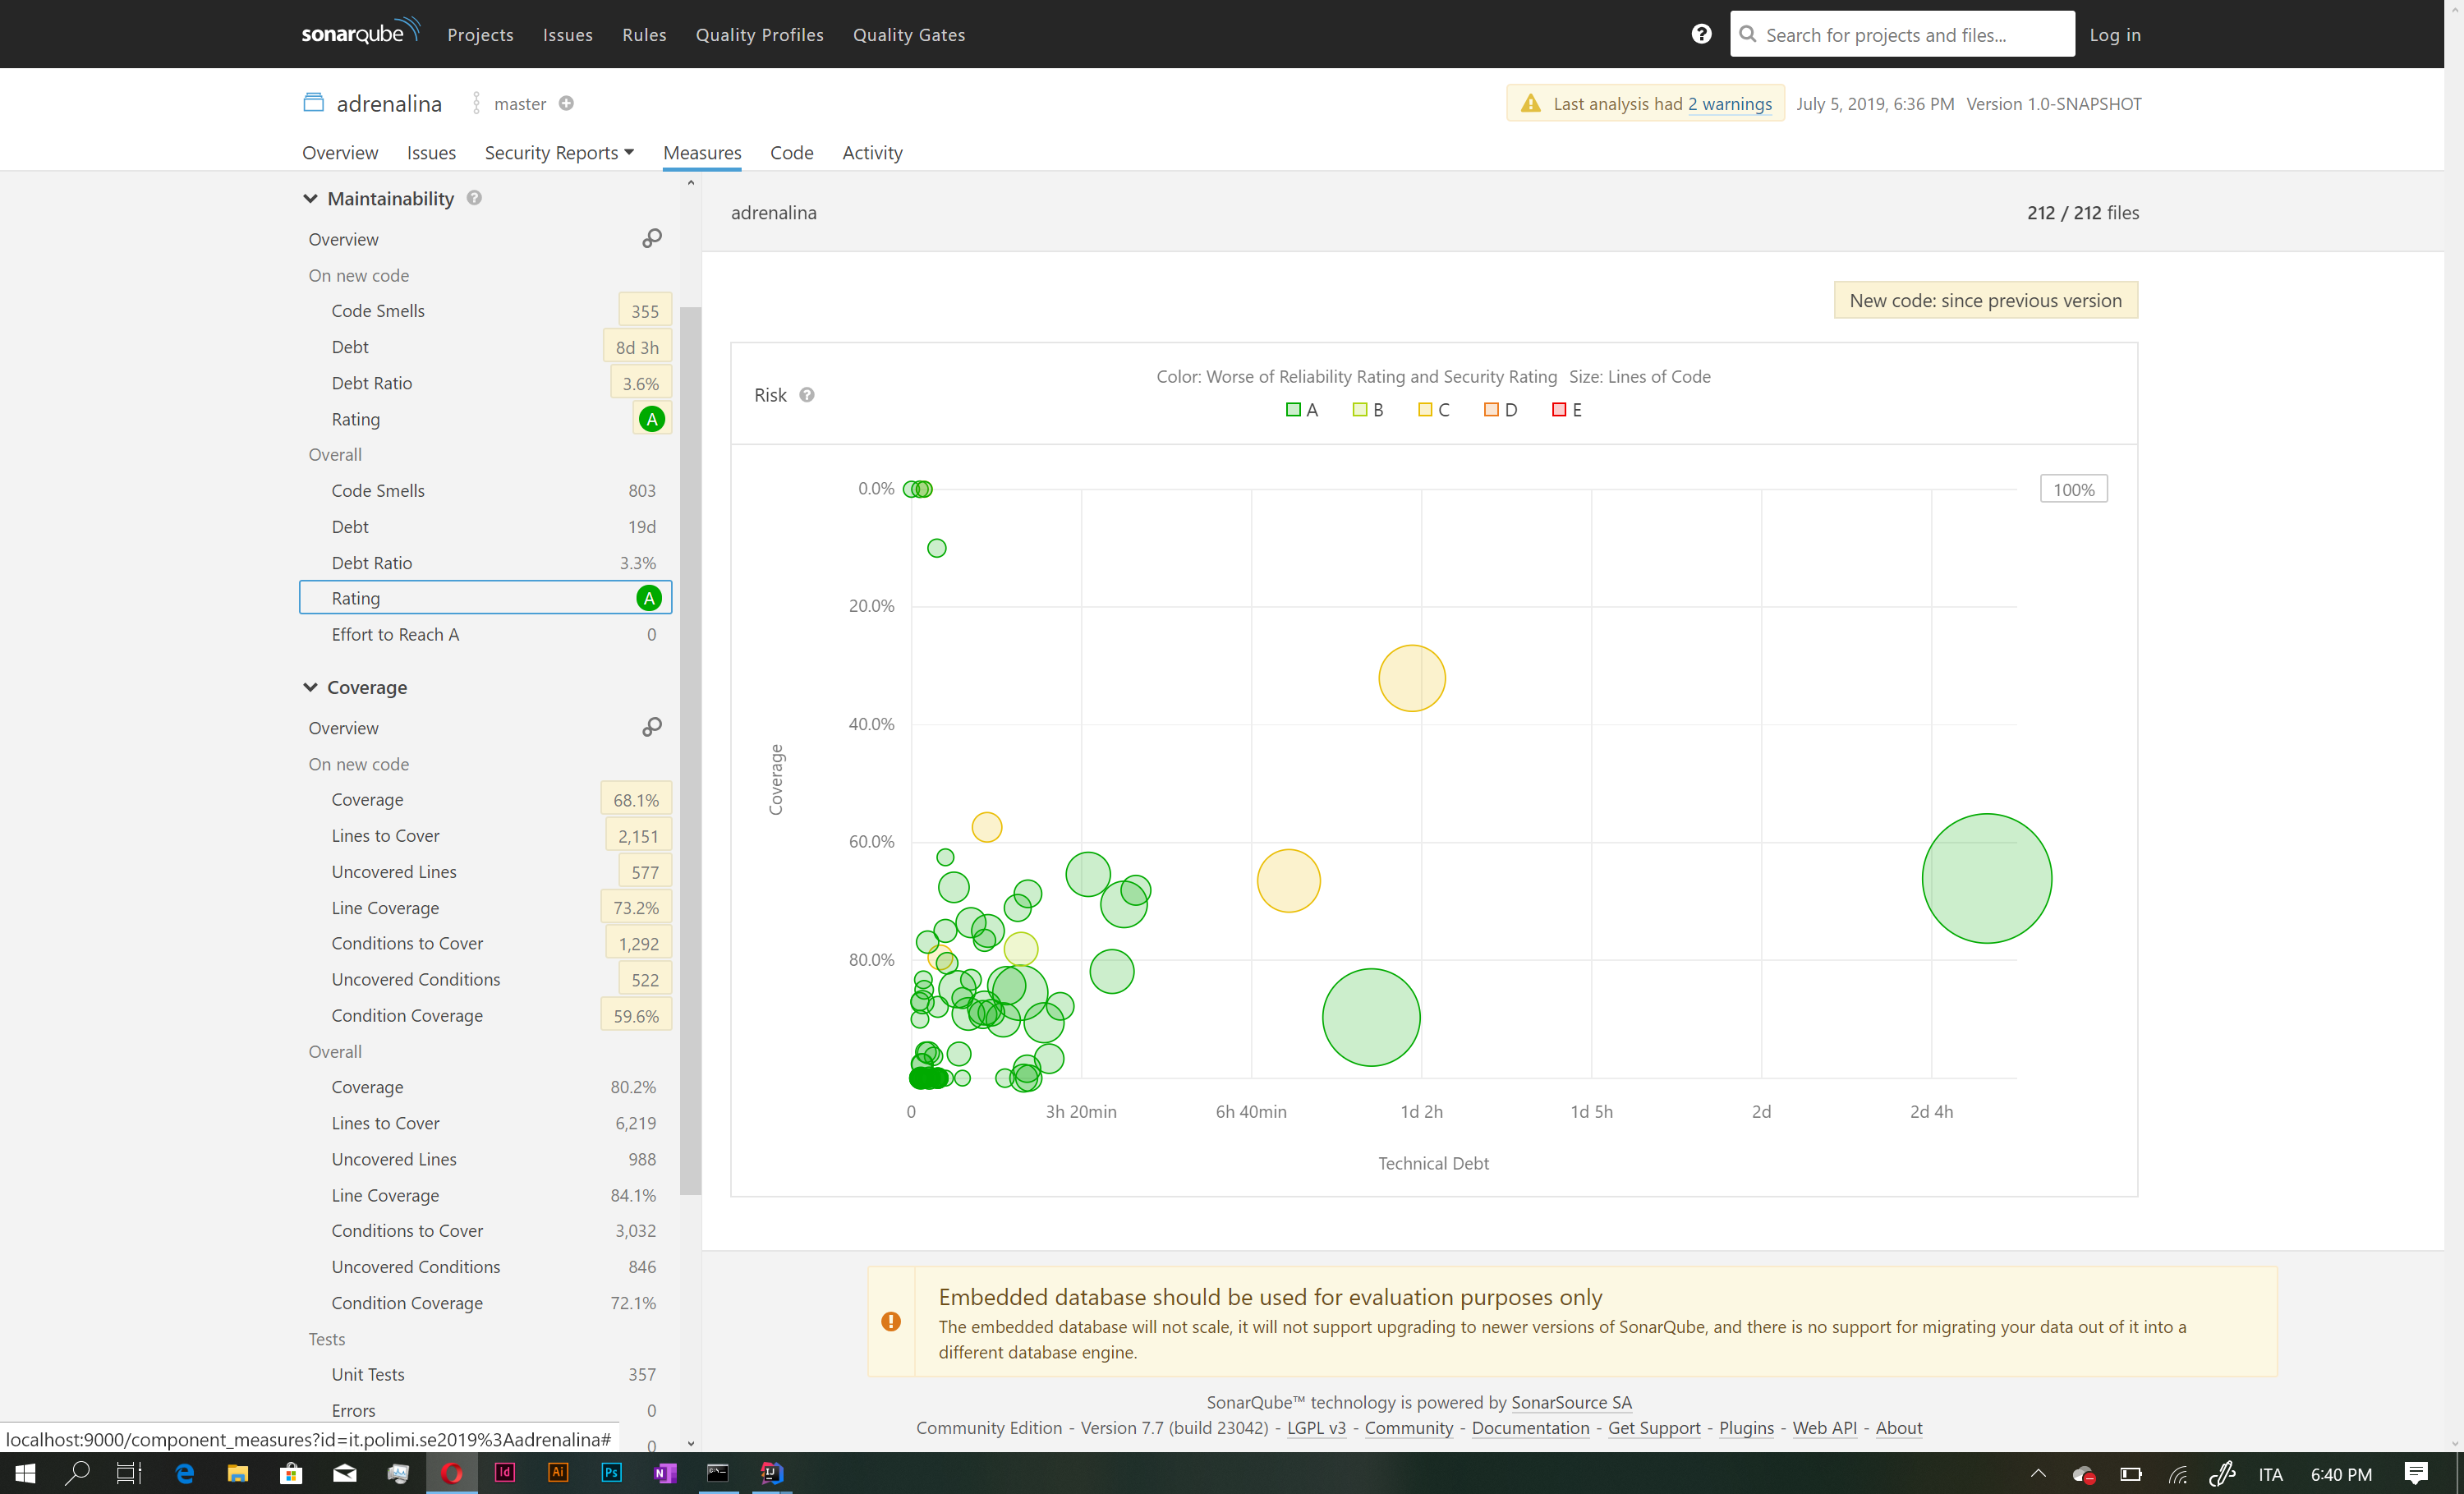 sonarqube Projects Issues Rules Quality Profiles Quality Gates Search for projects and files... Log in
adrenalina master Last analysis had 2 warnings July 5, 2019, 6:36 PM Version 1.0-SNAPSHOT
Overview Issues Security Reports Measures Code Activity
Maintainability
Overview
On new code
Code Smells 355
Debt 8d 3h
Debt Ratio 3.6%
Rating A
Overall
Code Smells 803
Debt 19d
Debt Ratio 3.3%
Rating A
Effort to Reach A 0
Coverage
Overview
On new code
Coverage 68.1%
Lines to Cover 2,151
Uncovered Lines 577
Line Coverage 73.2%
Conditions to Cover 1,292
Uncovered Conditions 522
Condition Coverage 59.6%
Overall
Coverage 80.2%
Lines to Cover 6,219
Uncovered Lines 988
Line Coverage 84.1%
Conditions to Cover 3,032
Uncovered Conditions 846
Condition Coverage 72.1%
Tests
Unit Tests 357
Errors 0
0
adrenalina 212 / 212 files
New code: since previous version
Risk
Color: Worse of Reliability Rating and Security Rating Size: Lines of Code
A B C D E
100%
0.0%
20.0%
40.0%
60.0%
80.0%
Coverage
0 3h 20min 6h 40min 1d 2h 1d 5h 2d 2d 4h
Technical Debt
Embedded database should be used for evaluation purposes only
The embedded database will not scale, it will not support upgrading to newer versions of SonarQube, and there is no support for migrating your data out of it into a
different database engine.
SonarQube™ technology is powered by SonarSource SA
Community Edition - Version 7.7 (build 23042) - LGPL v3 - Community - Documentation - Get Support - Plugins - Web API - About
localhost:9000/component_measures?id=it.polimi.se2019%3Aadrenalina#
Id Ai Ps N IJ ITA 6:40 PM